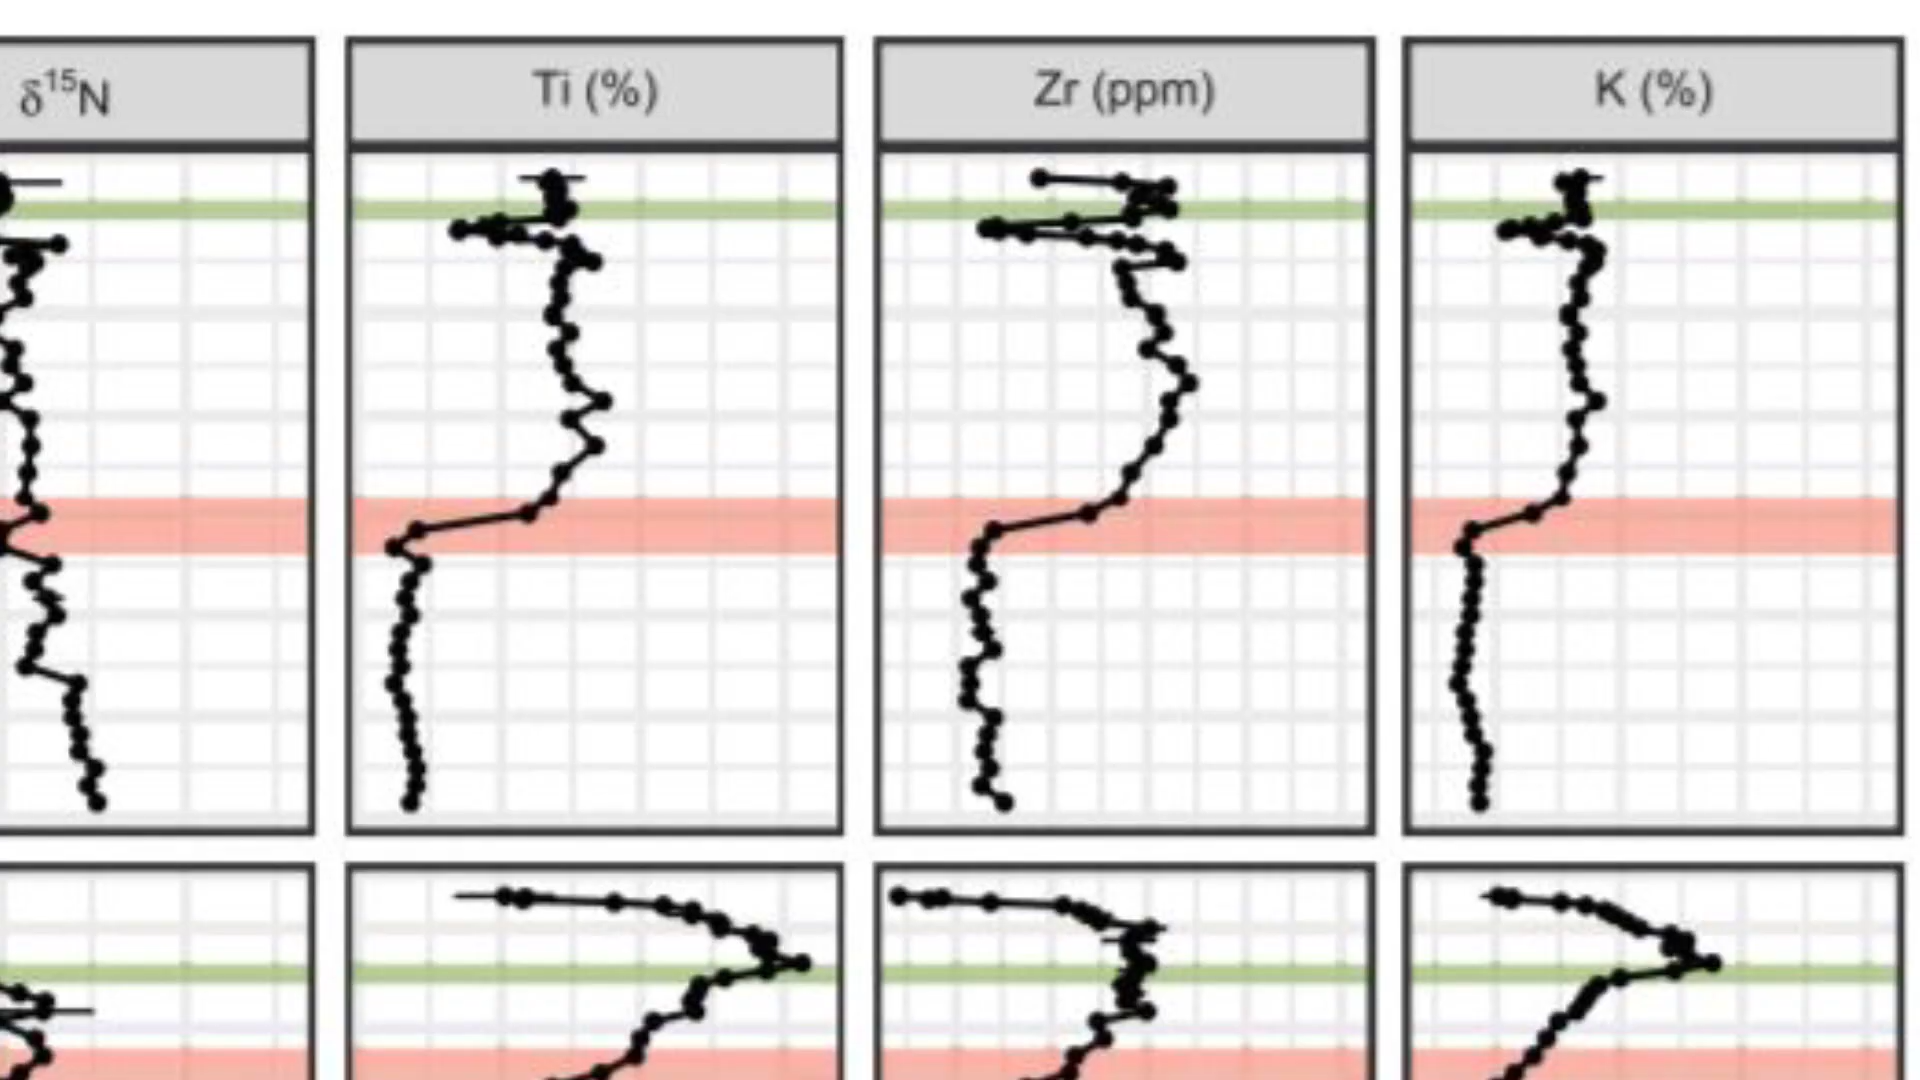 δ¹⁵N
Ti (%)
Zr (ppm)
K (%)